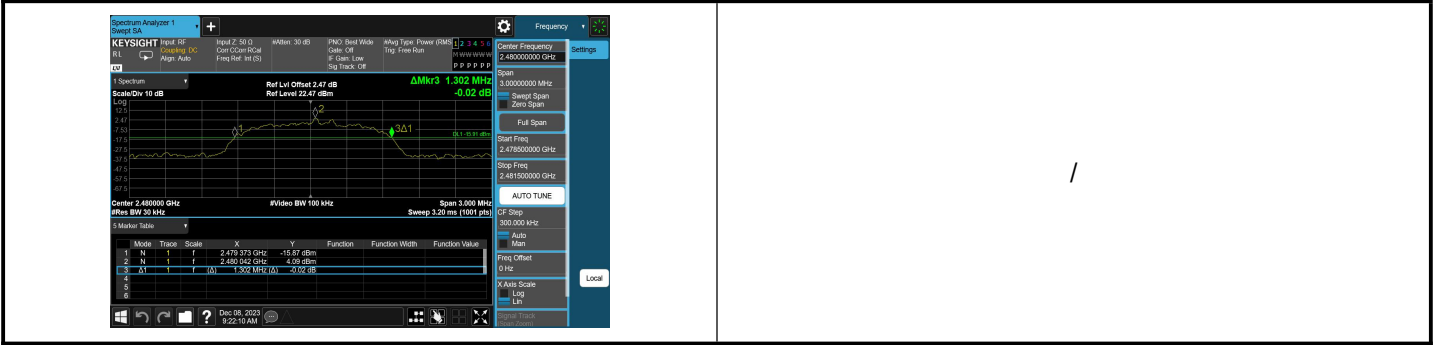 Spectrum Analyzer 1
Swept SA
+
Frequency
KEYSIGHT
RL
LXI
Input: RF
Coupling: DC
Align: Auto
Input Z: 50 Ω
Corr CCorr RCal
Freq Ref: Int (S)
#Atten: 30 dB
PNO: Best Wide
Gate: Off
IF Gain: Low
Sig Track: Off
#Avg Type: Power (RMS
Trig: Free Run
1 2 3 4 5 6
M W W W W W
P P P P P P
1 Spectrum
Scale/Div 10 dB
Ref Lvl Offset 2.47 dB
Ref Level 22.47 dBm
ΔMkr3 1.302 MHz
-0.02 dB
Log
12.5
2.47
-7.53
-17.5
-27.5
-37.5
-47.5
-57.5
-67.5
1
2
3Δ1
DL1 -15.91 dBm
Center 2.480000 GHz
#Video BW 100 kHz
Span 3.000 MHz
#Res BW 30 kHz
Sweep 3.20 ms (1001 pts)
5 Marker Table
Mode Trace Scale X Y Function Function Width Function Value
1 N 1 f 2.479 373 GHz -15.87 dBm
2 N 1 f 2.480 042 GHz 4.09 dBm
3 Δ1 1 f (Δ) 1.302 MHz (Δ) -0.02 dB
4
5
6
?
Dec 08, 2023
9:22:10 AM
Center Frequency
2.480000000 GHz
Settings
Span
3.00000000 MHz
Swept Span
Zero Span
Full Span
Start Freq
2.478500000 GHz
Stop Freq
2.481500000 GHz
AUTO TUNE
CF Step
300.000 kHz
Auto
Man
Freq Offset
0 Hz
X Axis Scale
Log
Lin
Signal Track
(Span Zoom)
Local
/